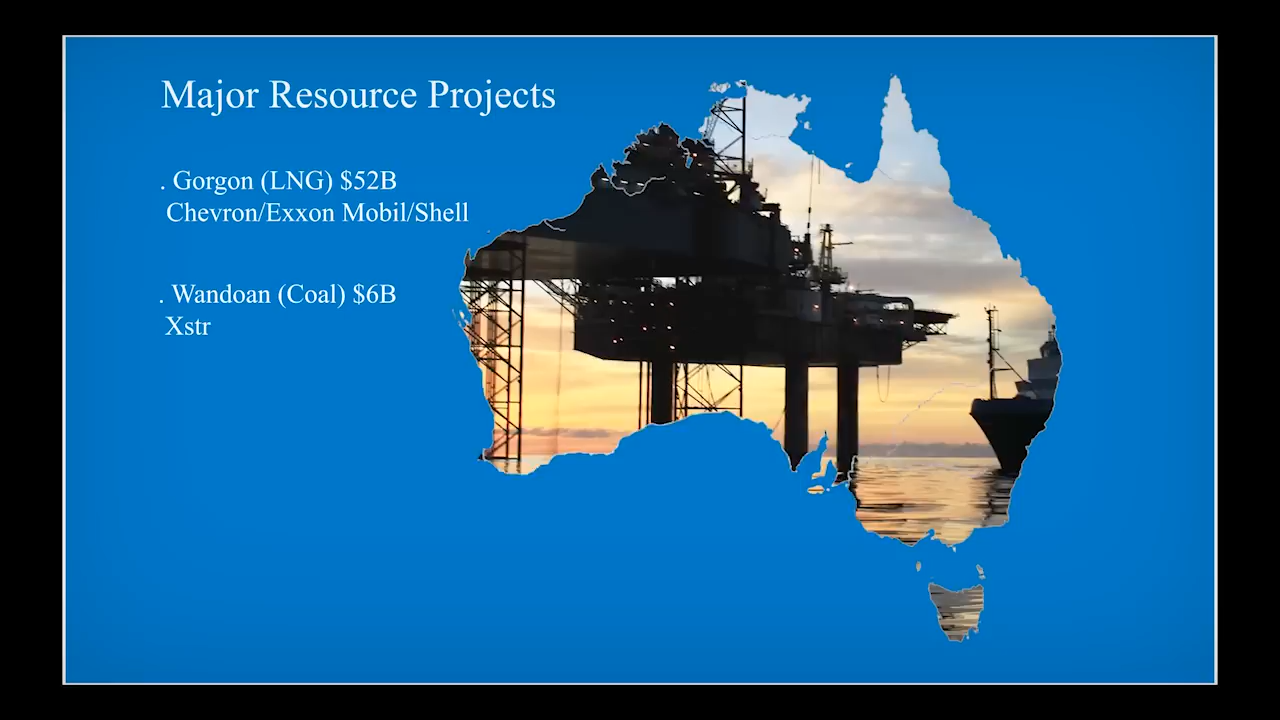 Major Resource Projects
. Gorgon (LNG) $52B
Chevron/Exxon Mobil/Shell
. Wandoan (Coal) $6B
Xstr